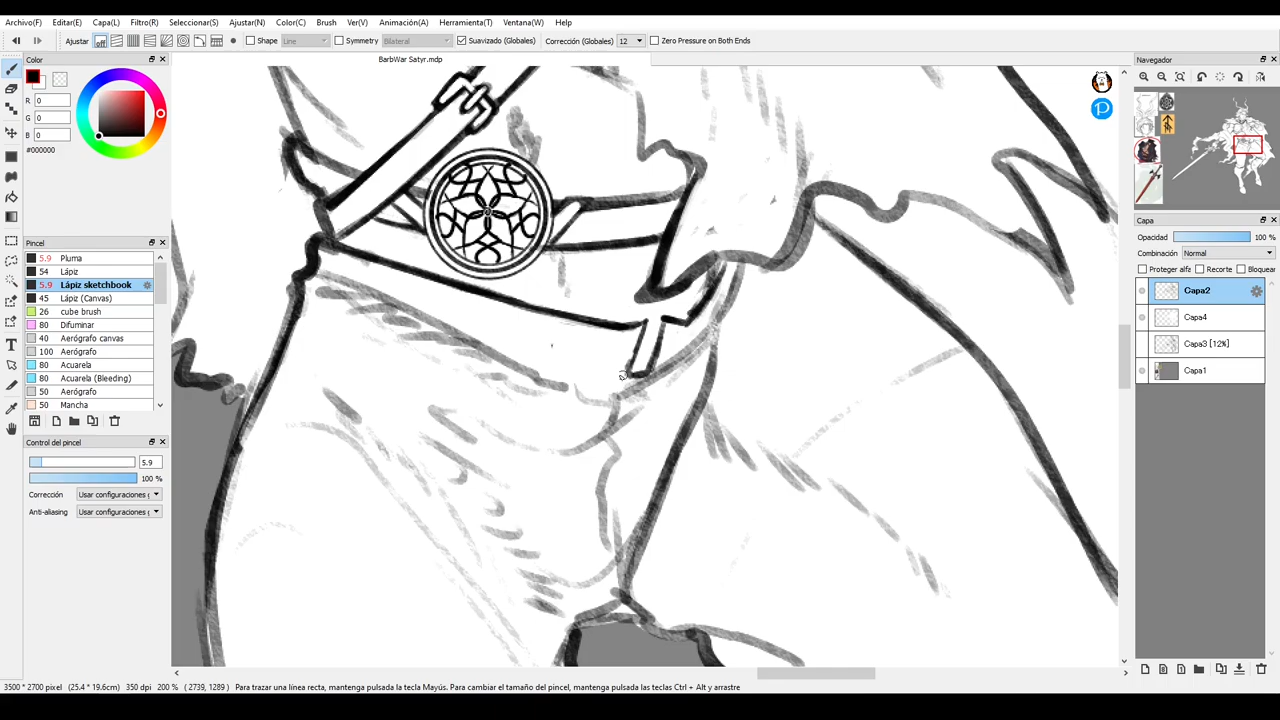 Archivo(F) Editar(E) Capa(L) Filtro(R) Seleccionar(S) Ajustar(N) Color(C) Brush Ver(V) Animación(A) Herramienta(T) Ventana(W) Help
Ajustar off Shape Line Symmetry Bilateral Suavizado (Globales) Corrección (Globales) 12 Zero Pressure on Both Ends
BarbWar Satyr.mdp
Color
R 0
G 0
B 0
#000000
Pincel
5.9 Pluma
54 Lápiz
5.9 Lápiz sketchbook
45 Lápiz (Canvas)
26 cube brush
80 Difuminar
40 Aerógrafo canvas
100 Aerógrafo
80 Acuarela
80 Acuarela (Bleeding)
50 Aerógrafo
50 Mancha
Control del pincel
5.9
100 %
Corrección Usar configuraciones
Anti-aliasing Usar configuraciones
Navegador
Capa
Opacidad 100 %
Combinación Normal
Proteger alfa Recorte Bloquear
Capa2
Capa4
Capa3 [12%]
Capa1
3500 * 2700 pixel (25.4 * 19.6cm) 350 dpi 200 % (2739, 1289) Para trazar una línea recta, mantenga pulsada la tecla Mayús. Para cambiar el tamaño del pincel, mantenga pulsadas las teclas Ctrl + Alt y arrastre